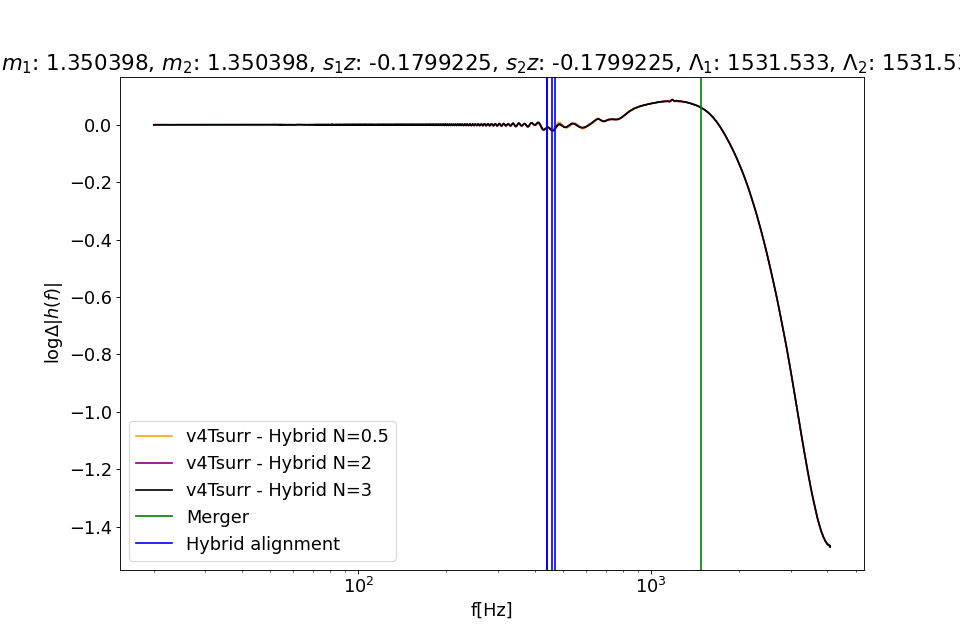 m₁: 1.350398, m₂: 1.350398, s₁z: -0.1799225, s₂z: -0.1799225, Λ₁: 1531.533, Λ₂: 1531.53
0.0
−0.2
−0.4
−0.6
−0.8
−1.0
−1.2
−1.4
logΔ|h(f)|
v4Tsurr - Hybrid N=0.5
v4Tsurr - Hybrid N=2
v4Tsurr - Hybrid N=3
Merger
Hybrid alignment
10² 10³
f[Hz]